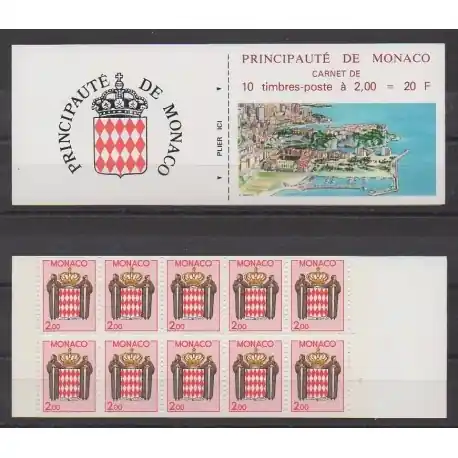 PRINCIPAUTÉ DE MONACO
PLIER ICI
PRINCIPAUTÉ DE MONACO
CARNET DE
10 timbres-poste à 2,00 = 20 F
MONACO MONACO MONACO MONACO MONACO
2,00 2,00 2,00 2,00 2,00
MONACO MONACO MONACO MONACO MONACO
2,00 2,00 2,00 2,00 2,00